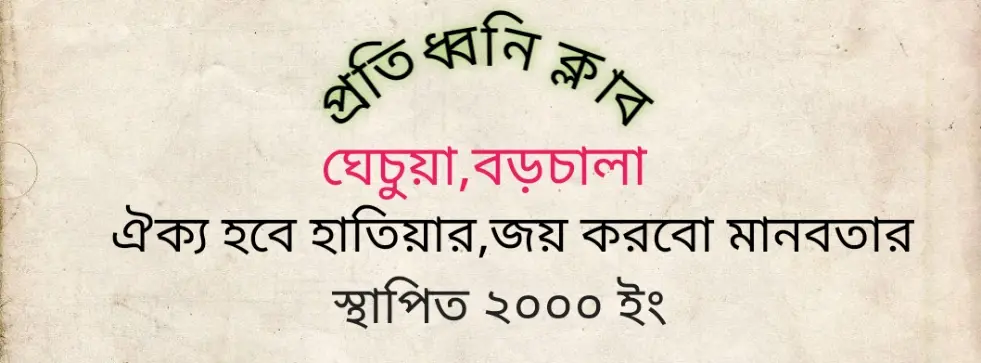 প্রতিধ্বনি ক্লাব
ঘেচুয়া,বড়চালা
ঐক্য হবে হাতিয়ার,জয় করবো মানবতার
স্থাপিত ২০০০ ইং